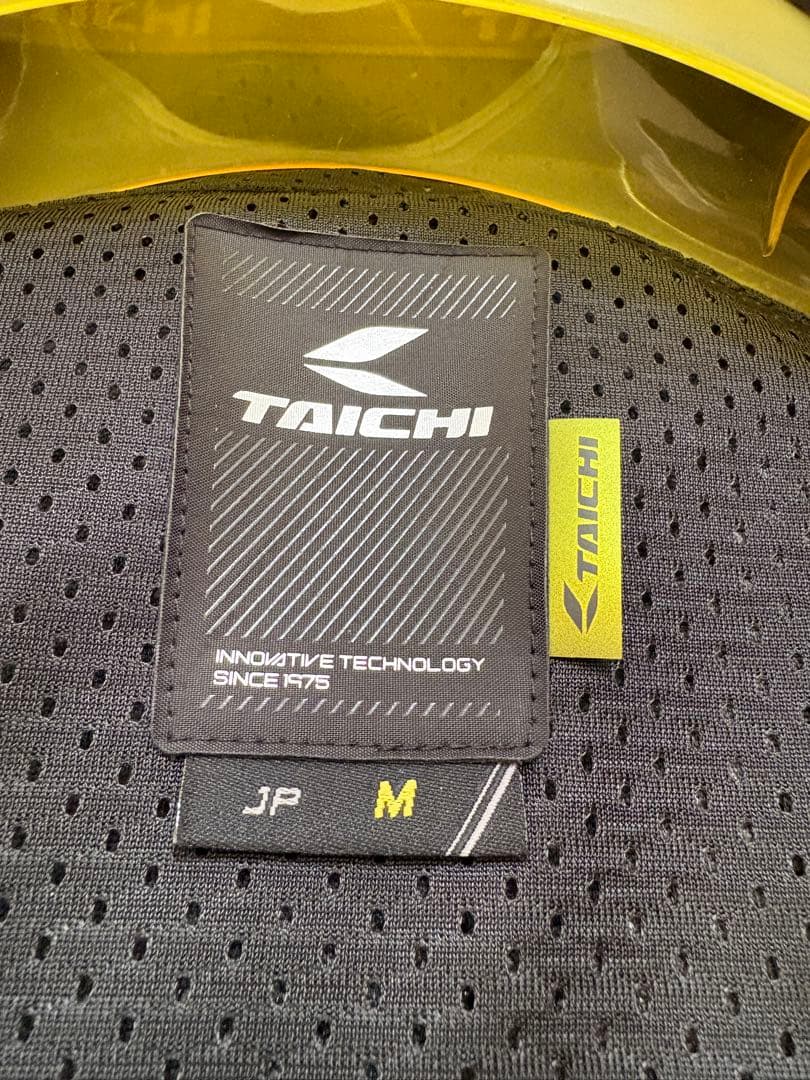 TAICHI
INNOVATIVE TECHNOLOGY
SINCE 1975
TAICHI
JP M